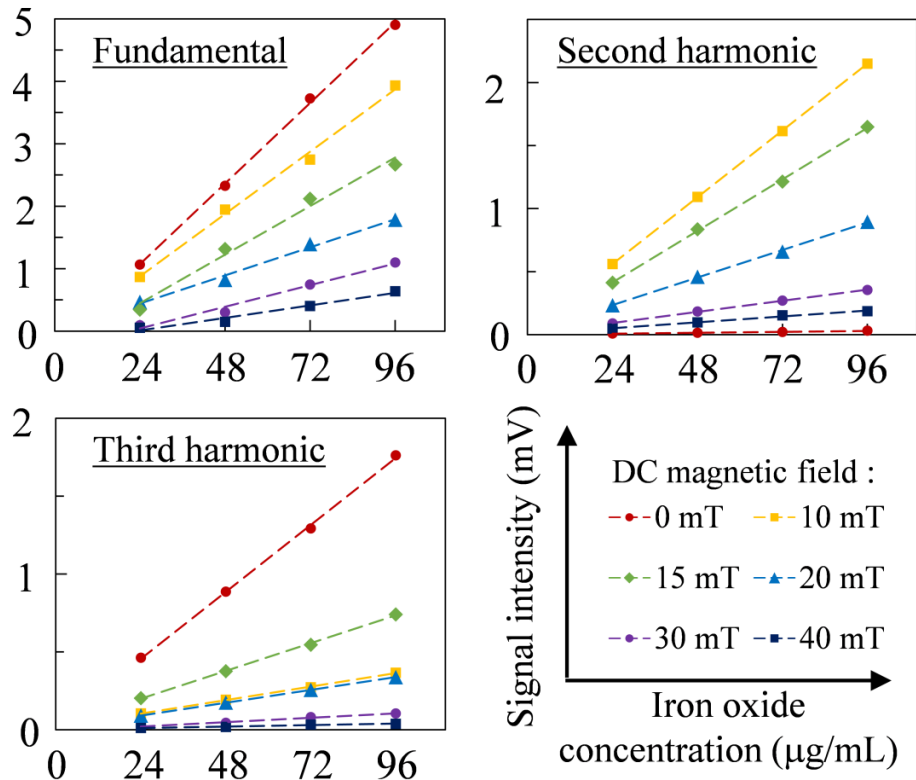 Fundamental
5
4
3
2
1
0
0 24 48 72 96
Second harmonic
2
1
0
0 24 48 72 96
Third harmonic
2
1
0
0 24 48 72 96
Signal intensity (mV)
DC magnetic field :
0 mT 10 mT
15 mT 20 mT
30 mT 40 mT
Iron oxide
concentration (μg/mL)